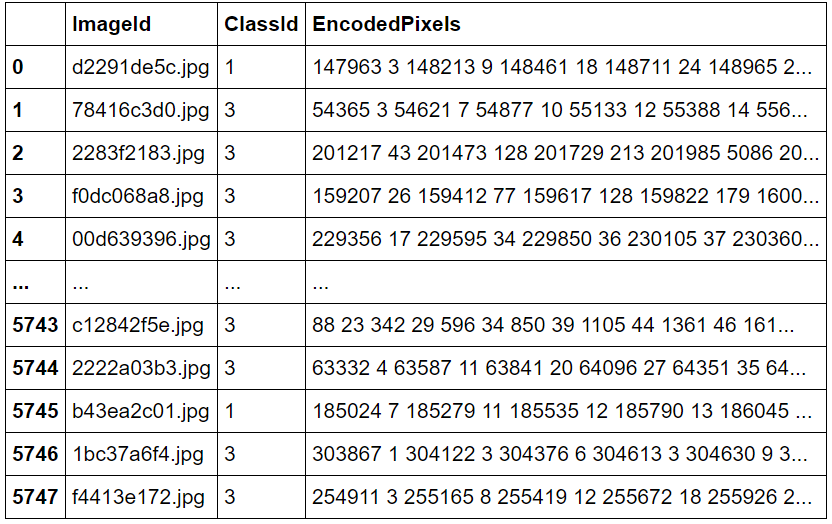 ImageId ClassId EncodedPixels
0 d2291de5c.jpg 1 147963 3 148213 9 148461 18 148711 24 148965 2...
1 78416c3d0.jpg 3 54365 3 54621 7 54877 10 55133 12 55388 14 556...
2 2283f2183.jpg 3 201217 43 201473 128 201729 213 201985 5086 20...
3 f0dc068a8.jpg 3 159207 26 159412 77 159617 128 159822 179 1600...
4 00d639396.jpg 3 229356 17 229595 34 229850 36 230105 37 230360...
... ... ... ...
5743 c12842f5e.jpg 3 88 23 342 29 596 34 850 39 1105 44 1361 46 161...
5744 2222a03b3.jpg 3 63332 4 63587 11 63841 20 64096 27 64351 35 64...
5745 b43ea2c01.jpg 1 185024 7 185279 11 185535 12 185790 13 186045 ...
5746 1bc37a6f4.jpg 3 303867 1 304122 3 304376 6 304613 3 304630 9 3...
5747 f4413e172.jpg 3 254911 3 255165 8 255419 12 255672 18 255926 2...